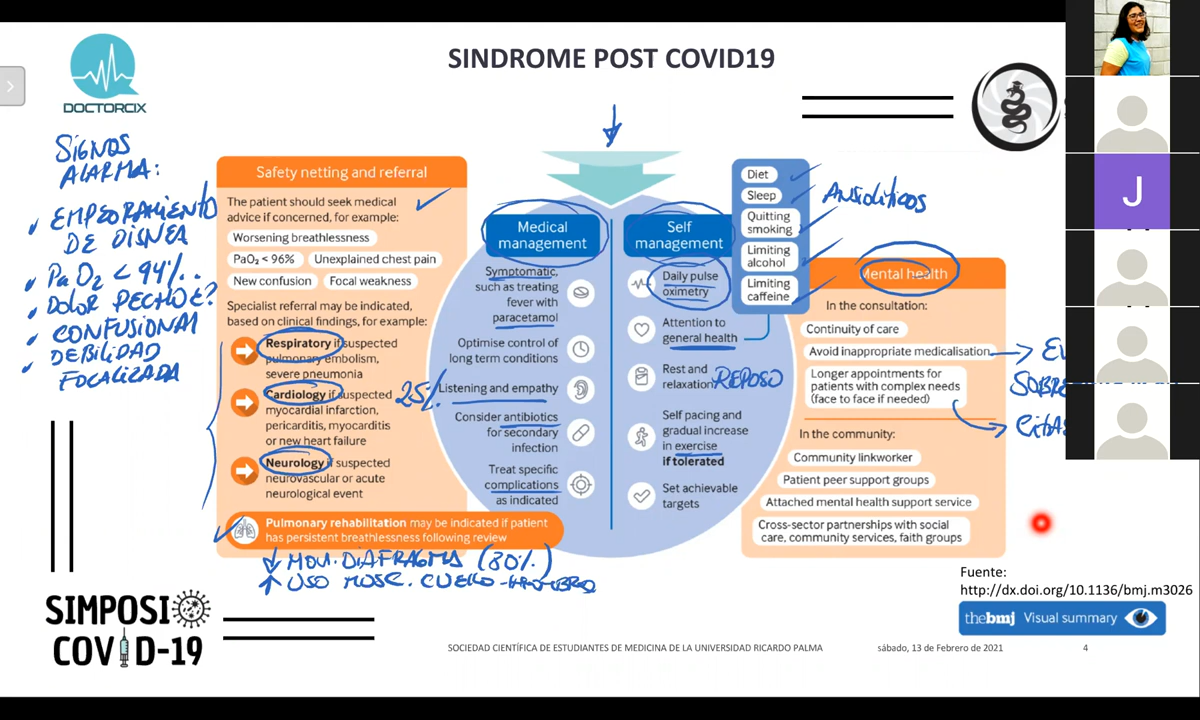 SINDROME POST COVID19
DOCTORCIX
SIGNOS
ALARMA:
EMPEORAMIENTO
DE DISNEA
PaO2 < 94%..
DOLOR PECHO E?
CONFUSIONAL
DEBILIDAD
FOCALIZADA
Safety netting and referral
The patient should seek medical
advice if concerned, for example:
Worsening breathlessness
PaO₂ < 96%
Unexplained chest pain
New confusion
Focal weakness
Specialist referral may be indicated,
based on clinical findings, for example:
Respiratory if suspected
pulmonary embolism,
severe pneumonia
Cardiology if suspected
myocardial infarction,
pericarditis, myocarditis
or new heart failure
25%
Neurology if suspected
neurovascular or acute
neurological event
Pulmonary rehabilitation may be indicated if patient
has persistent breathlessness following review
↓ MOV. DIAFRAGMA (80%)
↑ USO MUSC. CUELLO-HOMBRO
Medical
management
Symptomatic,
such as treating
fever with
paracetamol
Optimise control of
long term conditions
Listening and empathy
Consider antibiotics
for secondary
infection
Treat specific
complications
as indicated
Self
management
Daily pulse
oximetry
Attention to
general health
Rest and
relaxation
REPOSO
Self pacing and
gradual increase
in exercise
if tolerated
Set achievable
targets
Diet
Sleep
Quitting
smoking
Limiting
alcohol
Limiting
caffeine
Ansiolíticos
Mental health
In the consultation:
Continuity of care
Avoid inappropriate medicalisation
Longer appointments for
patients with complex needs
(face to face if needed)
In the community:
Community linkworker
Patient peer support groups
Attached mental health support service
Cross-sector partnerships with social
care, community services, faith groups
J
Fuente:
http://dx.doi.org/10.1136/bmj.m3026
thebmj Visual summary
SIMPOSI
COVID-19
SOCIEDAD CIENTÍFICA DE ESTUDIANTES DE MEDICINA DE LA UNIVERSIDAD RICARDO PALMA
sábado, 13 de Febrero de 2021
4